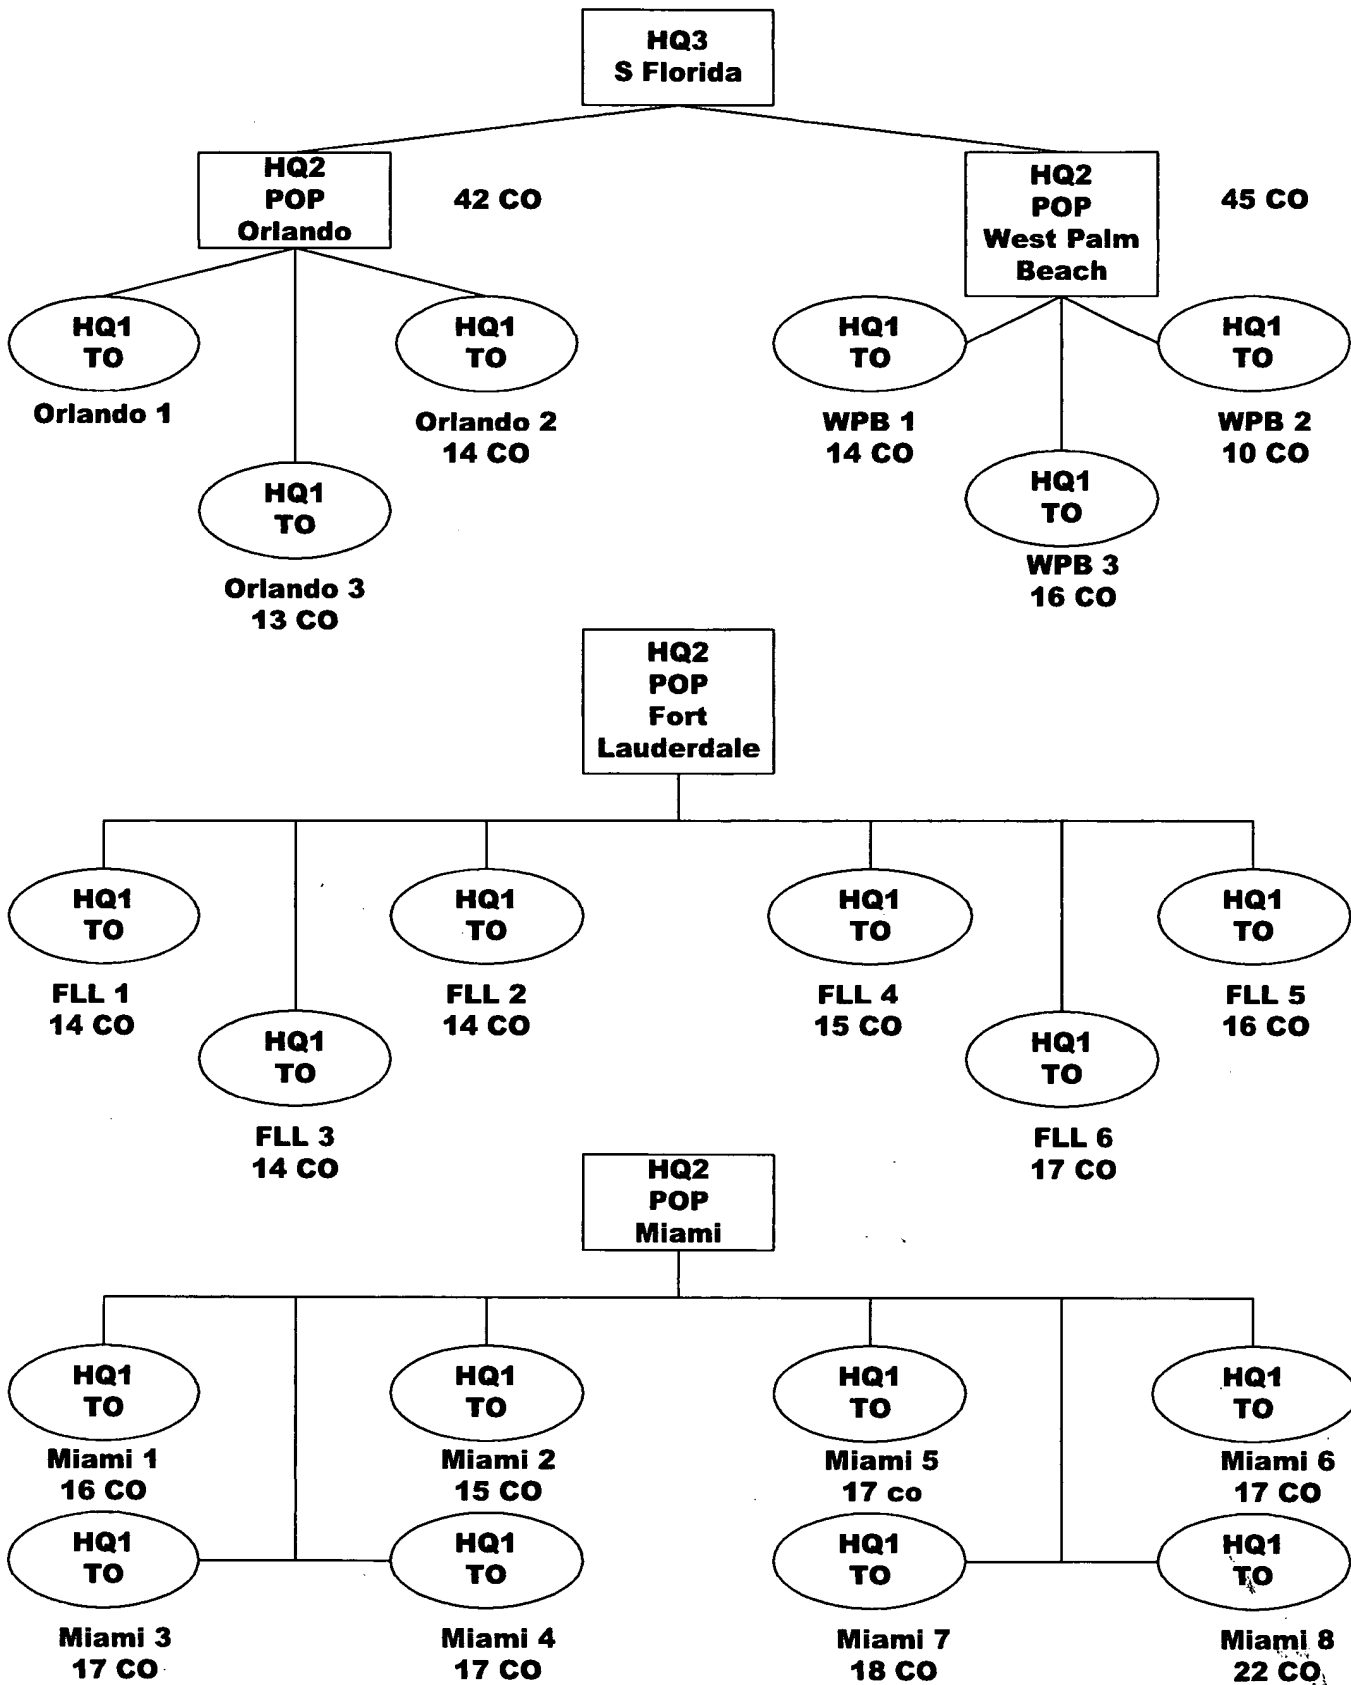 HQ3
S Florida
HQ2
POP
Orlando
42 CO
HQ2
POP
West Palm
Beach
45 CO
HQ1
TO
Orlando 1
HQ1
TO
Orlando 2
14 CO
HQ1
TO
Orlando 3
13 CO
HQ1
TO
WPB 1
14 CO
HQ1
TO
WPB 2
10 CO
HQ1
TO
WPB 3
16 CO
HQ2
POP
Fort
Lauderdale
HQ1
TO
FLL 1
14 CO
HQ1
TO
FLL 2
14 CO
HQ1
TO
FLL 3
14 CO
HQ1
TO
FLL 4
15 CO
HQ1
TO
FLL 5
16 CO
HQ1
TO
FLL 6
17 CO
HQ2
POP
Miami
HQ1
TO
Miami 1
16 CO
HQ1
TO
Miami 2
15 CO
HQ1
TO
Miami 5
17 co
HQ1
TO
Miami 6
17 CO
HQ1
TO
Miami 3
17 CO
HQ1
TO
Miami 4
17 CO
HQ1
TO
Miami 7
18 CO
HQ1
TO
Miami 8
22 CO